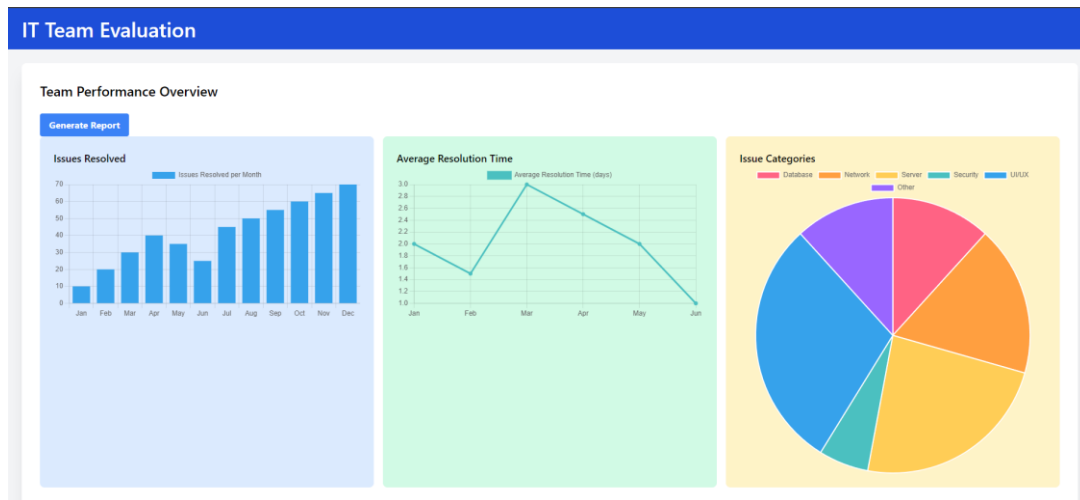 IT Team Evaluation
Team Performance Overview
Generate Report
Issues Resolved
Issues Resolved per Month
70
60
50
40
30
20
10
0
Jan Feb Mar Apr May Jun Jul Aug Sep Oct Nov Dec
Average Resolution Time
Average Resolution Time (days)
3.0
2.8
2.6
2.4
2.2
2.0
1.8
1.6
1.4
1.2
1.0
Jan Feb Mar Apr May Jun
Issue Categories
Database Network Server Security UI/UX
Other